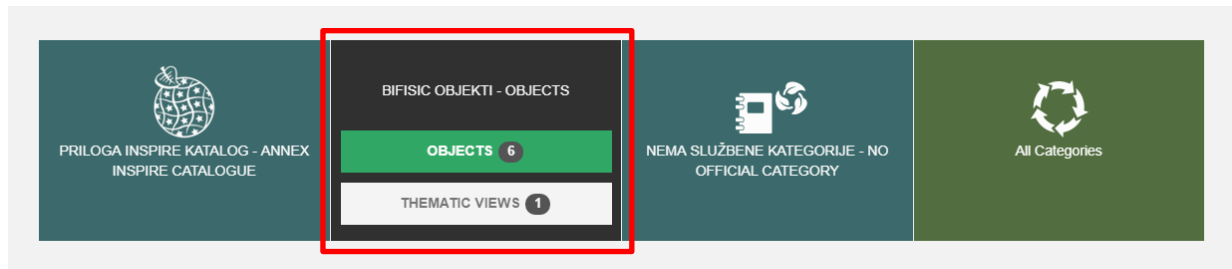 PRILOGA INSPIRE KATALOG - ANNEX
INSPIRE CATALOGUE
BIFISIC OBJEKTI - OBJECTS
OBJECTS 6
THEMATIC VIEWS 1
NEMA SLUŽBENE KATEGORIJE - NO
OFFICIAL CATEGORY
All Categories